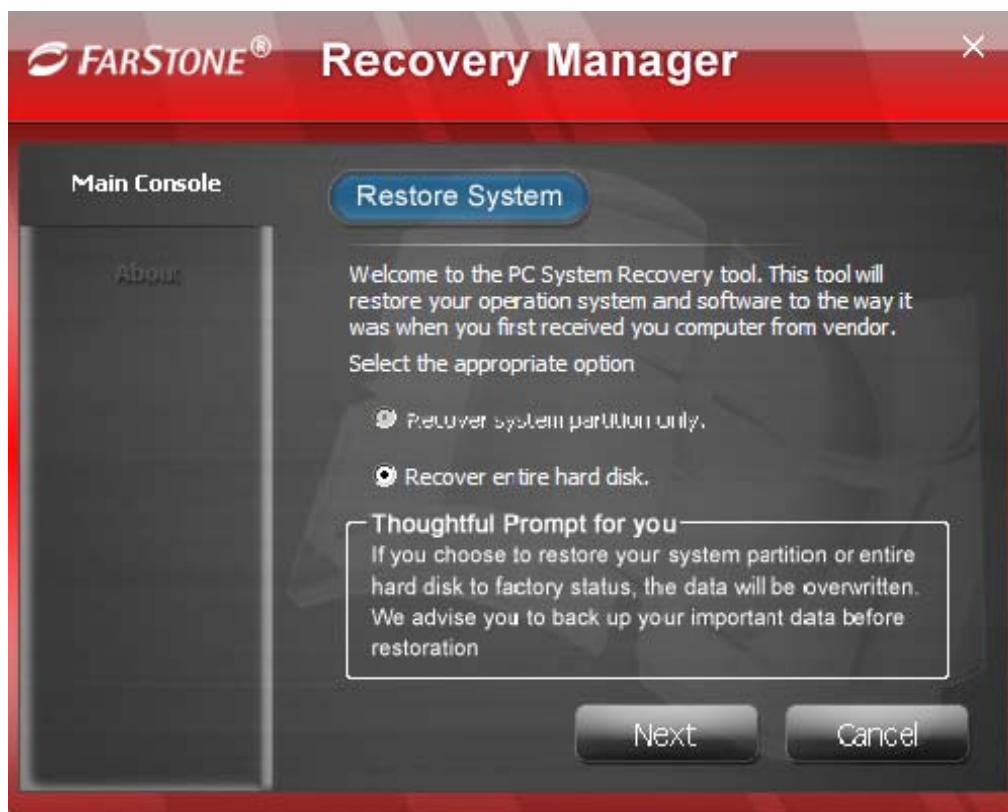 FARSTONE® Recovery Manager
Main Console
About
Restore System
Welcome to the PC System Recovery tool. This tool will
restore your operation system and software to the way it
was when you first received you computer from vendor.
Select the appropriate option
Recover system partition only.
Recover entire hard disk.
Thoughtful Prompt for you
If you choose to restore your system partition or entire
hard disk to factory status, the data will be overwritten.
We advise you to back up your important data before
restoration
Next
Cancel